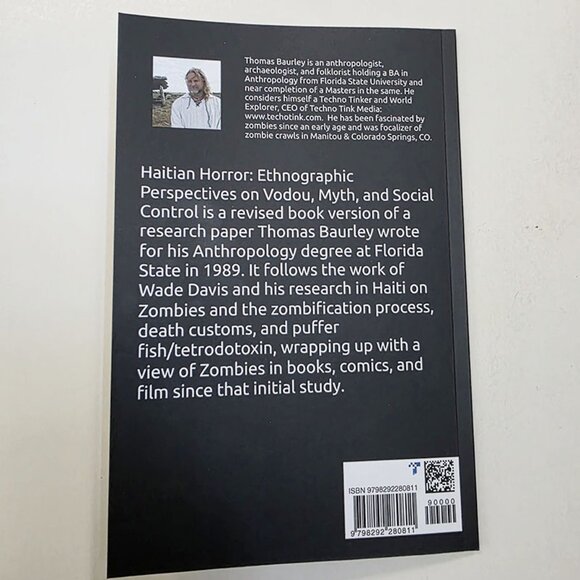 Thomas Baurley is an anthropologist,
archaeologist, and folklorist holding a BA in
Anthropology from Florida State University and
near completion of a Masters in the same. He
considers himself a Techno Tinker and World
Explorer, CEO of Techno Tink Media:
www.techotink.com  He has been fascinated by
zombies since an early age and was focalizer of
zombie crawls in Manitou & Colorado Springs, CO.
Haitian Horror: Ethnographic
Perspectives on Vodou, Myth, and Social
Control is a revised book version of a
research paper Thomas Baurley wrote
for his Anthropology degree at Florida
State in 1989. It follows the work of
Wade Davis and his research in Haiti on
Zombies and the zombification process,
death customs, and puffer
fish/tetrodotoxin, wrapping up with a
view of Zombies in books, comics, and
film since that initial study.
ISBN 9798292280811
90000
9 798292 280811